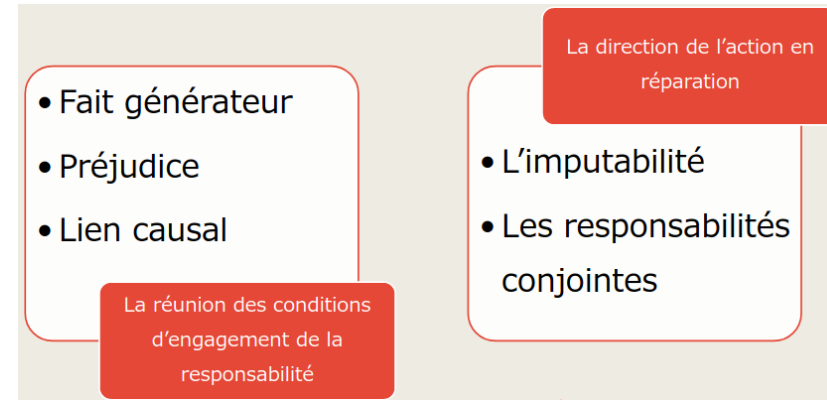 • Fait générateur
• Préjudice
• Lien causal
La réunion des conditions
d’engagement de la
responsabilité
La direction de l’action en
réparation
• L’imputabilité
• Les responsabilités
conjointes